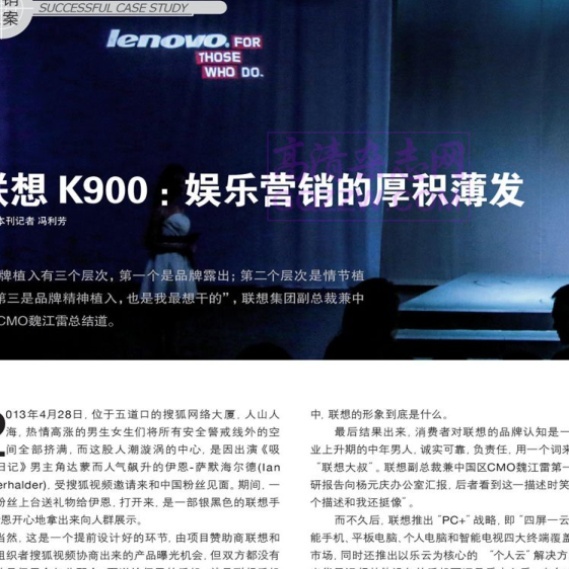 销
案
SUCCESSFUL CASE STUDY
lenovo. FOR
THOSE
WHO DO.
高清杂志网
联想 K900：娱乐营销的厚积薄发
本刊记者 冯利芳
牌植入有三个层次，第一个是品牌露出；第二个层次是情节植
第三是品牌精神植入，也是我最想干的”，联想集团副总裁兼中
CMO魏江雷总结道。
013年4月28日，位于五道口的搜狐网络大厦，人山人
海，热情高涨的男生女生们将所有安全警戒线外的空
间全部挤满，而这股人潮漩涡的中心，是因出演《吸
日记》男主角达蒙而人气飙升的伊恩-萨默海尔德(Ian
erhalder)，受搜狐视频邀请来和中国粉丝见面。期间，一
粉丝上台送礼物给伊恩，打开来，是一部银黑色的联想手
恩开心地拿出来向人群展示。
当然，这是一个提前设计好的环节，由项目赞助商联想和
组织者搜狐视频协商出来的产品曝光机会，但双方都没有
中，联想的形象到底是什么。
最后结果出来，消费者对联想的品牌认知是一
业上升期的中年男人，诚实可靠，负责任，用一个词来
“联想大叔”。联想副总裁兼中国区CMO魏江雷第一
研报告向杨元庆办公室汇报，后者看到这一描述时笑
个描述和我还挺像”。
而不久后，联想推出“PC+”战略，即“四屏一云
能手机，平板电脑，个人电脑和智能电视四大终端覆盖
市场，同时还推出以乐云为核心的“个人云”解决方